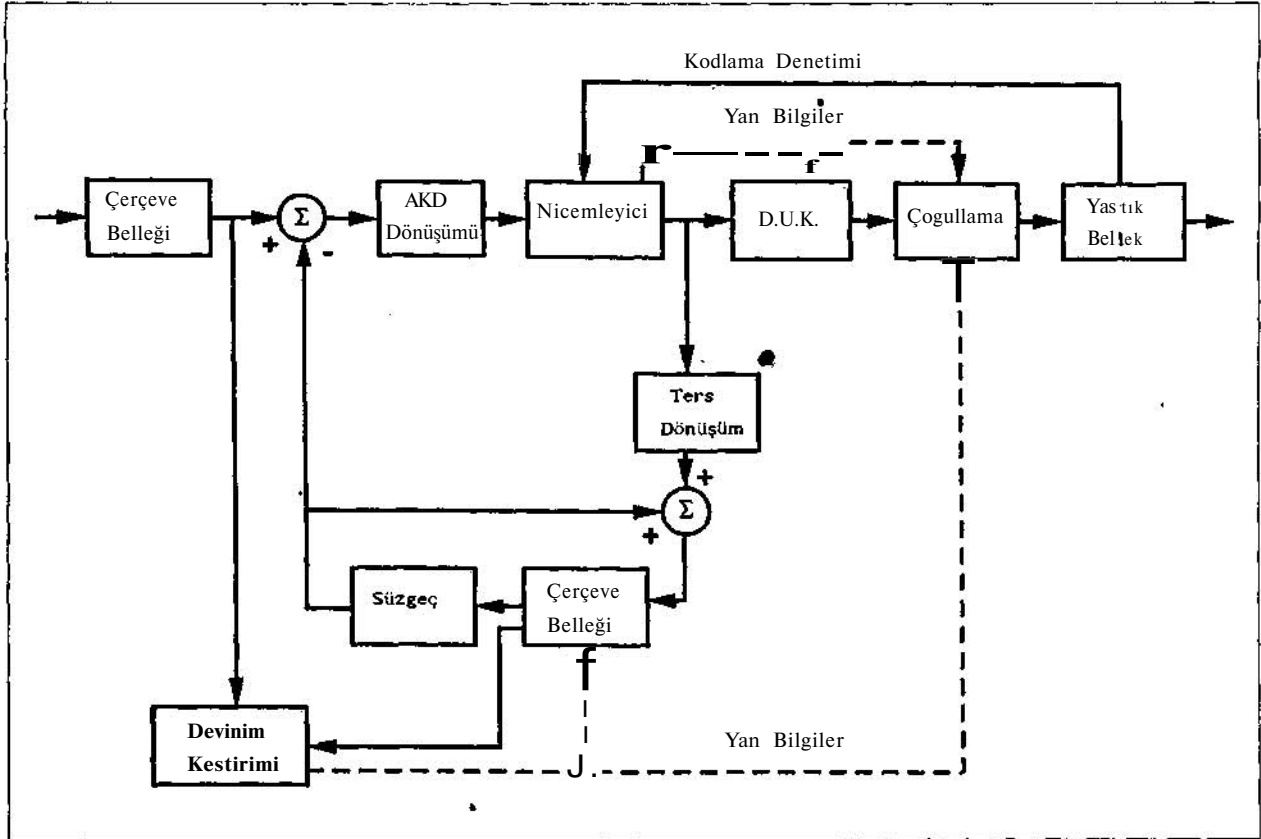 Kodlama Denetimi
Yan Bilgiler
Çerçeve
Belleği
+
Σ
-
AKD
Dönüşümü
Nicemleyici
D.U.K.
Çogullama
Yastık
Bellek
Ters
Dönüşüm
+
Σ
+
Süzgeç
Çerçeve
Belleği
Devinim
Kestirimi
Yan Bilgiler